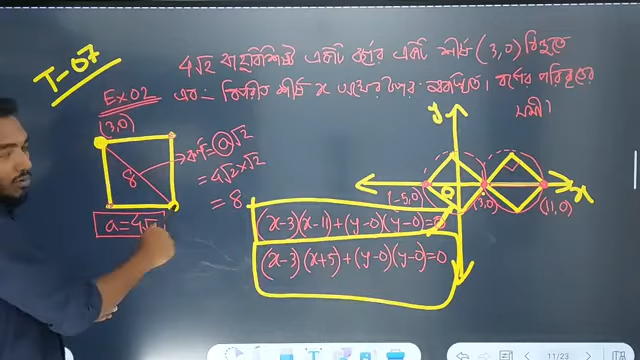 T-07
4√2 বাহুবিশিষ্ট একটি বর্গের একটি শীর্ষ (3,0) বিন্দুতে
এবং বিপরীত শীর্ষ x অক্ষের উপর অবস্থিত। বর্গের পরিবৃত্তের
Ex 02
(3,0)
8
কর্ণ = a√2
= 4√2 × √2
= 8
a = 4√2
y
x
(-5,0)
(3,0)
(11,0)
(x-3)(x-11)+(y-0)(y-0)=0
(x-3)(x+5)+(y-0)(y-0)=0
11/23